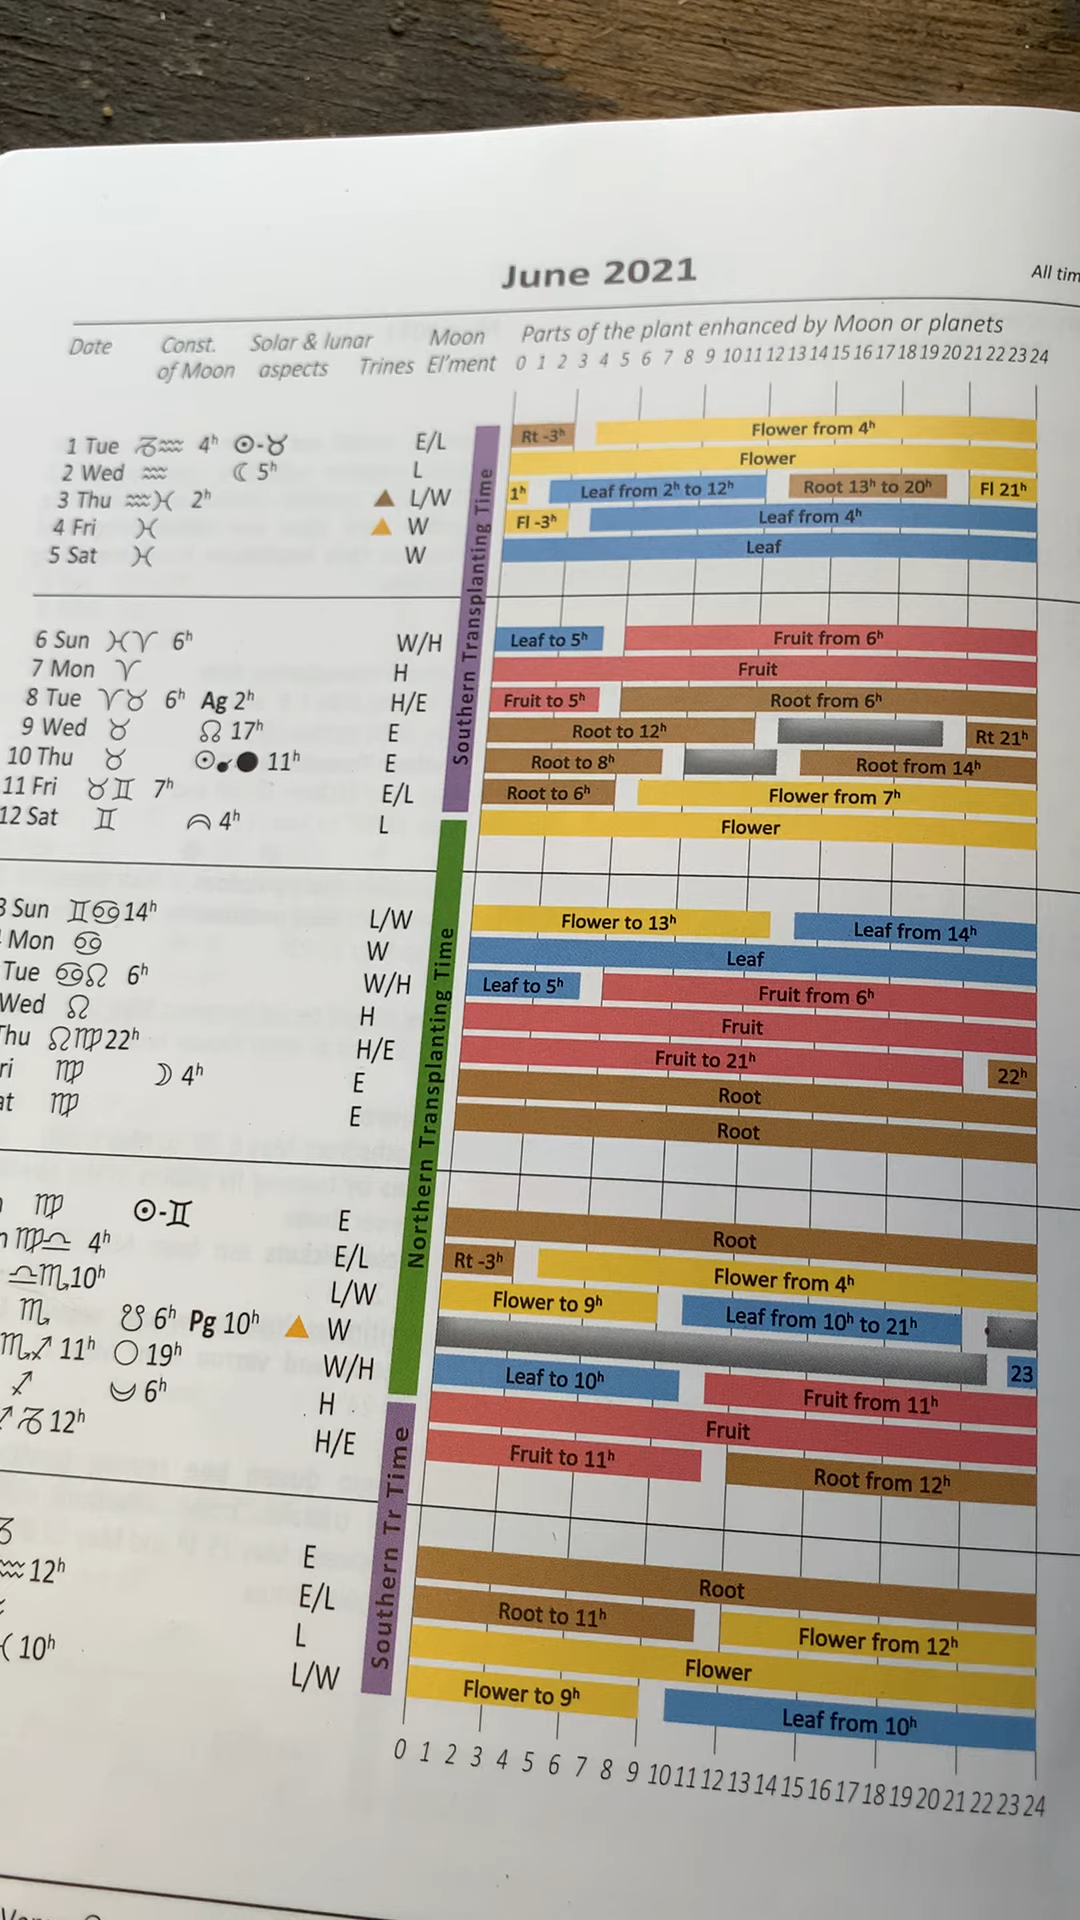 June 2021
All tim
Date Const. of Moon Solar & lunar aspects Trines Moon El'ment Parts of the plant enhanced by Moon or planets
0 1 2 3 4 5 6 7 8 9 10 11 12 13 14 15 16 17 18 19 20 21 22 23 24
1 Tue ♑♒ 4ʰ ☉-♉ E/L Rt -3ʰ Flower from 4ʰ
2 Wed ♒ ☾ 5ʰ L Flower
3 Thu ♒♓ 2ʰ ▲ L/W 1ʰ Leaf from 2ʰ to 12ʰ Root 13ʰ to 20ʰ Fl 21ʰ
4 Fri ♓ ▲ W Fl -3ʰ Leaf from 4ʰ
5 Sat ♓ W Leaf
Southern Transplanting Time
6 Sun ♓♈ 6ʰ W/H Leaf to 5ʰ Fruit from 6ʰ
7 Mon ♈ H Fruit
8 Tue ♈♉ 6ʰ Ag 2ʰ H/E Fruit to 5ʰ Root from 6ʰ
9 Wed ♉ ☊ 17ʰ E Root to 12ʰ Rt 21ʰ
10 Thu ♉ ☉☌● 11ʰ E Root to 8ʰ Root from 14ʰ
11 Fri ♉♊ 7ʰ E/L Root to 6ʰ Flower from 7ʰ
12 Sat ♊ 4ʰ L Flower
3 Sun ♊♋ 14ʰ L/W Flower to 13ʰ Leaf from 14ʰ
Mon ♋ W Leaf
Tue ♋♌ 6ʰ W/H Leaf to 5ʰ Fruit from 6ʰ
Wed ♌ H Fruit
Thu ♌♍ 22ʰ H/E Fruit to 21ʰ 22ʰ
ri ♍ ☽ 4ʰ E Root
at ♍ E Root
Northern Transplanting Time
♍ ☉-♊ E Root
♍♎ 4ʰ E/L Rt -3ʰ Flower from 4ʰ
♎♏ 10ʰ L/W Flower to 9ʰ Leaf from 10ʰ to 21ʰ
♏ ☋ 6ʰ Pg 10ʰ ▲ W 23
♏♐ 11ʰ ○ 19ʰ W/H Leaf to 10ʰ Fruit from 11ʰ
♐ 6ʰ H Fruit
♐♑ 12ʰ H/E Fruit to 11ʰ Root from 12ʰ
Southern Tr Time
♑ E Root
♒ 12ʰ E/L Root to 11ʰ Flower from 12ʰ
L Flower
♓ 10ʰ L/W Flower to 9ʰ Leaf from 10ʰ
0 1 2 3 4 5 6 7 8 9 10 11 12 13 14 15 16 17 18 19 20 21 22 23 24